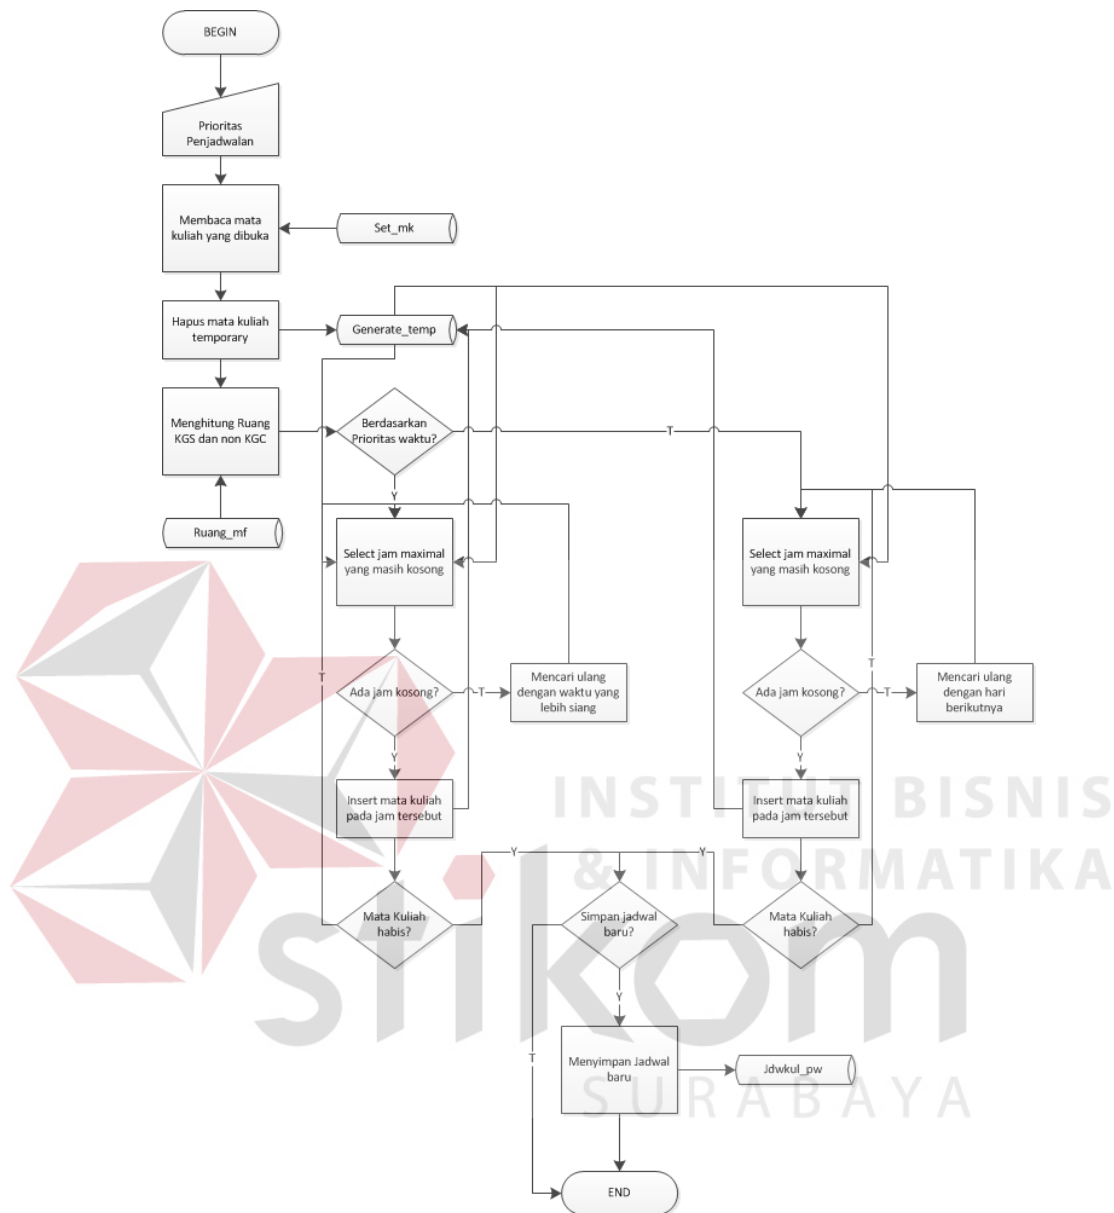 BEGIN
Prioritas
Penjadwalan
Membaca mata
kuliah yang dibuka
Set_mk
Hapus mata kuliah
temporary
Generate_temp
Menghitung Ruang
KGS dan non KGC
Berdasarkan
Prioritas waktu?
T
Y
Ruang_mf
Select jam maximal
yang masih kosong
Select jam maximal
yang masih kosong
T
Ada jam kosong?
T
Mencari ulang
dengan waktu yang
lebih siang
Y
Ada jam kosong?
T
Mencari ulang
dengan hari
berikutnya
T
Y
Insert mata kuliah
pada jam tersebut
Insert mata kuliah
pada jam tersebut
INSTITUT BISNIS
& INFORMATIKA
Y
Y
Mata Kuliah
habis?
Simpan jadwal
baru?
Mata Kuliah
habis?
stikom
Y
T
Menyimpan Jadwal
baru
Jdwkul_pw
SURABAYA
END